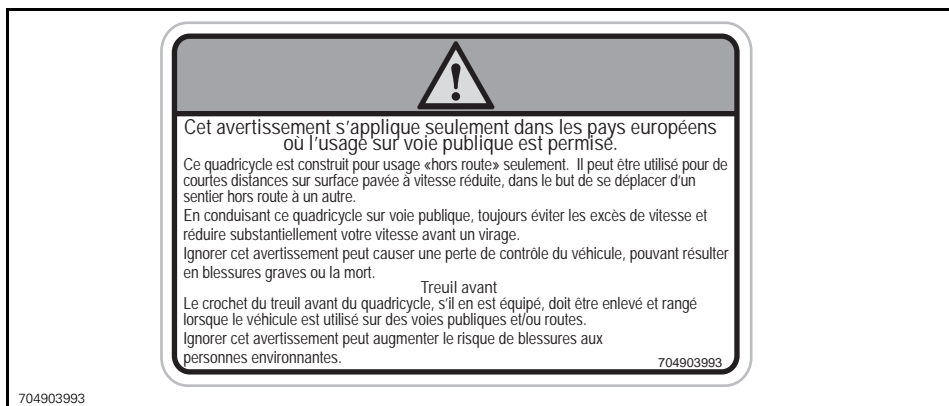 Cet avertissement s’applique seulement dans les pays européens
où l’usage sur voie publique est permise.
Ce quadricycle est construit pour usage «hors route» seulement. Il peut être utilisé pour de
courtes distances sur surface pavée à vitesse réduite, dans le but de se déplacer d’un
sentier hors route à un autre.
En conduisant ce quadricycle sur voie publique, toujours éviter les excès de vitesse et
réduire substantiellement votre vitesse avant un virage.
Ignorer cet avertissement peut causer une perte de contrôle du véhicule, pouvant résulter
en blessures graves ou la mort.
Treuil avant
Le crochet du treuil avant du quadricycle, s’il en est équipé, doit être enlevé et rangé
lorsque le véhicule est utilisé sur des voies publiques et/ou routes.
Ignorer cet avertissement peut augmenter le risque de blessures aux
personnes environnantes.
704903993
704903993